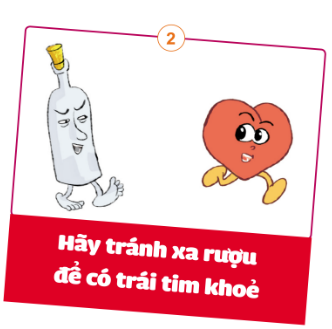 2
Hãy tránh xa rượu
để có trái tim khoẻ